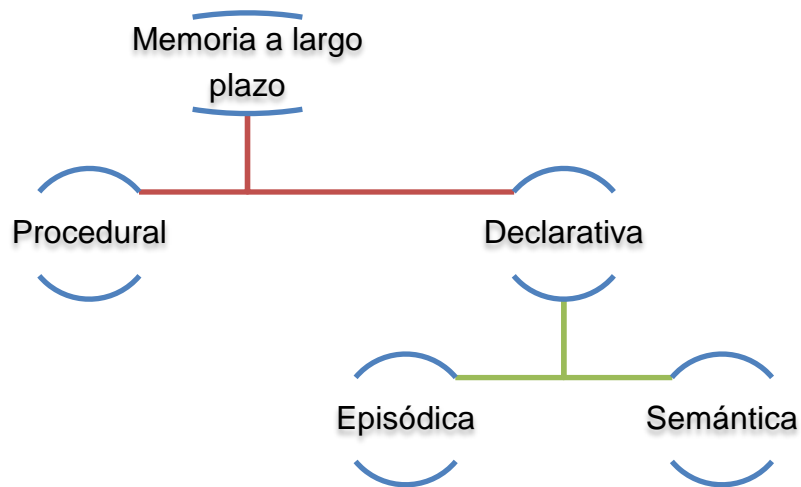 Memoria a largo
plazo
Procedural
Declarativa
Episódica
Semántica